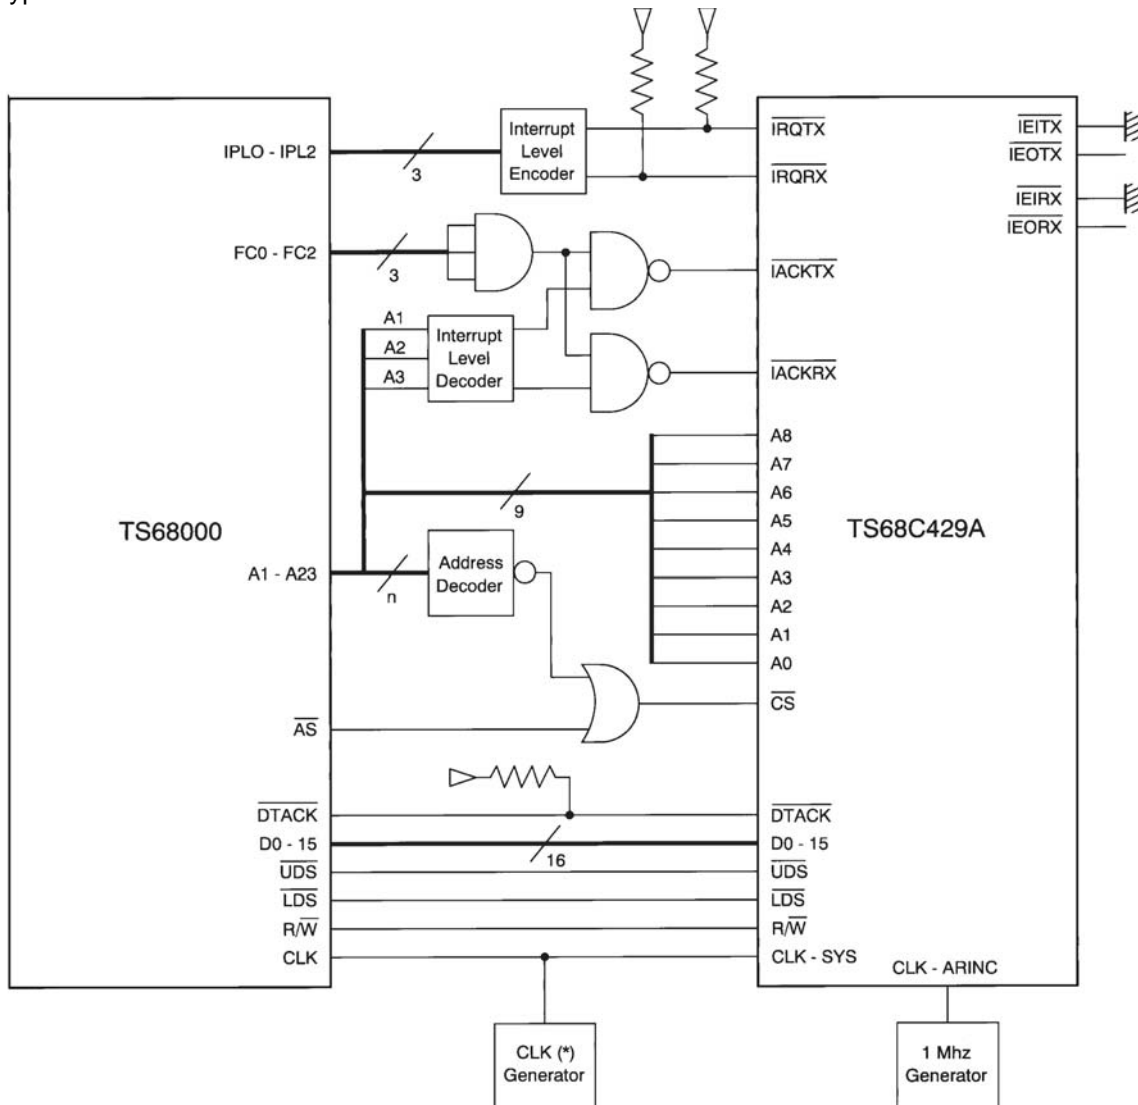 IPLO - IPL2
3
Interrupt
Level
Encoder
IRQTX
IRQRX
IEITX
IEOTX
IEIRX
IEORX
FC0 - FC2
3
IACKTX
A1
A2
A3
Interrupt
Level
Decoder
IACKRX
A8
A7
A6
A5
A4
A3
A2
A1
A0
9
TS68000
TS68C429A
A1 - A23
n
Address
Decoder
CS
AS
DTACK
DTACK
D0 - 15
16
D0 - 15
UDS
UDS
LDS
LDS
R/W
R/W
CLK
CLK - SYS
CLK - ARINC
CLK (*)
Generator
1 Mhz
Generator